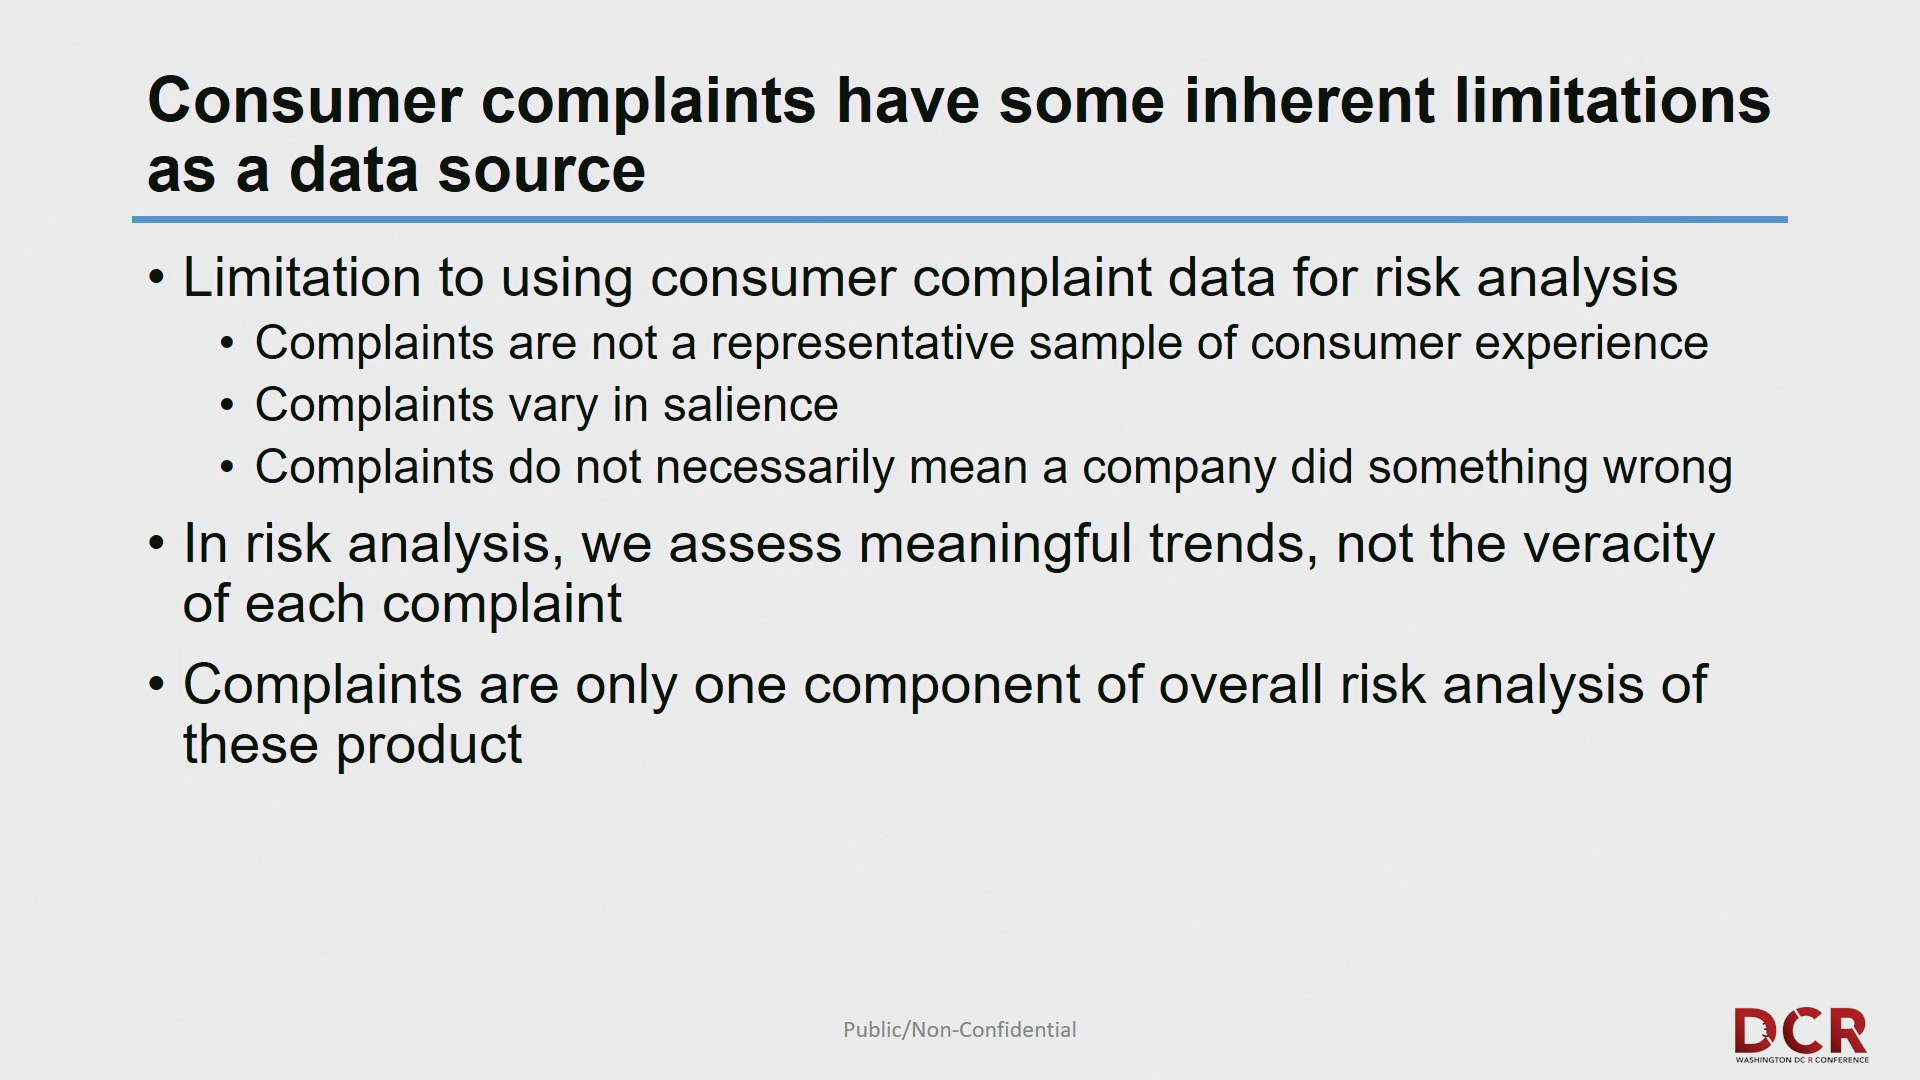 Consumer complaints have some inherent limitations
as a data source
• Limitation to using consumer complaint data for risk analysis
• Complaints are not a representative sample of consumer experience
• Complaints vary in salience
• Complaints do not necessarily mean a company did something wrong
• In risk analysis, we assess meaningful trends, not the veracity
of each complaint
• Complaints are only one component of overall risk analysis of
these product
Public/Non-Confidential
DCR
WASHINGTON DC R CONFERENCE